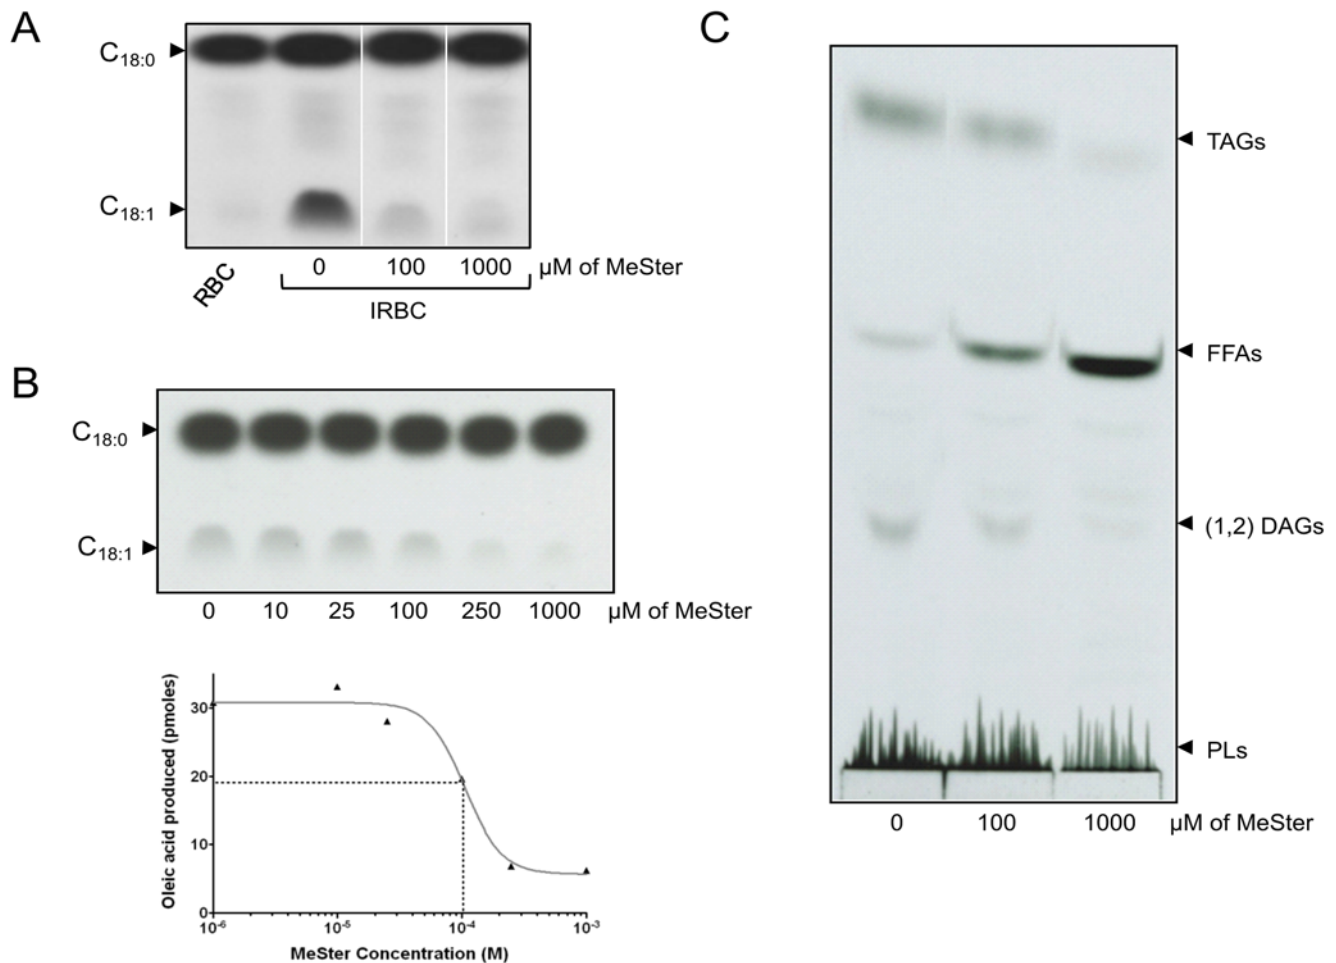 A
C18:0
C18:1
RBC
0 100 1000 µM of MeSter
IRBC
B
C18:0
C18:1
0 10 25 100 250 1000 µM of MeSter
Oleic acid produced (pmoles)
30
20
10
0
10-6 10-5 10-4 10-3
MeSter Concentration (M)
C
TAGs
FFAs
(1,2) DAGs
PLs
0 100 1000 µM of MeSter